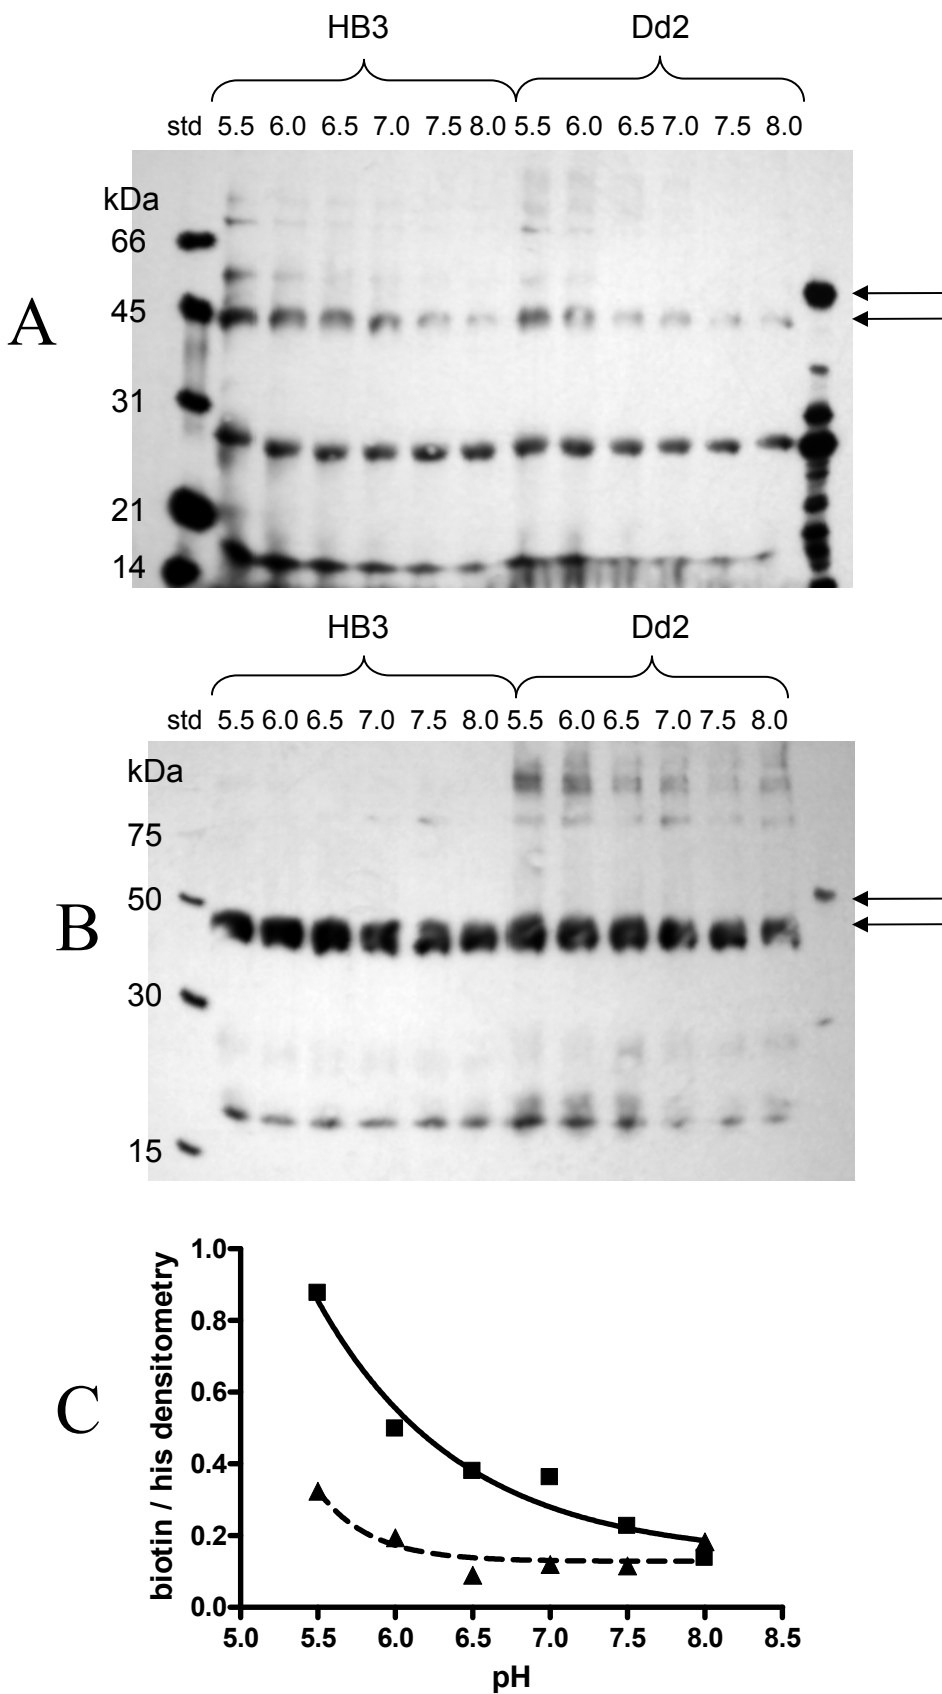 HB3 Dd2
std 5.5 6.0 6.5 7.0 7.5 8.0 5.5 6.0 6.5 7.0 7.5 8.0
kDa
66
A
45
31
21
14
HB3 Dd2
std 5.5 6.0 6.5 7.0 7.5 8.0 5.5 6.0 6.5 7.0 7.5 8.0
kDa
75
50
B
30
15
C
biotin / his densitometry
1.0
0.8
0.6
0.4
0.2
0.0
5.0 5.5 6.0 6.5 7.0 7.5 8.0 8.5
pH